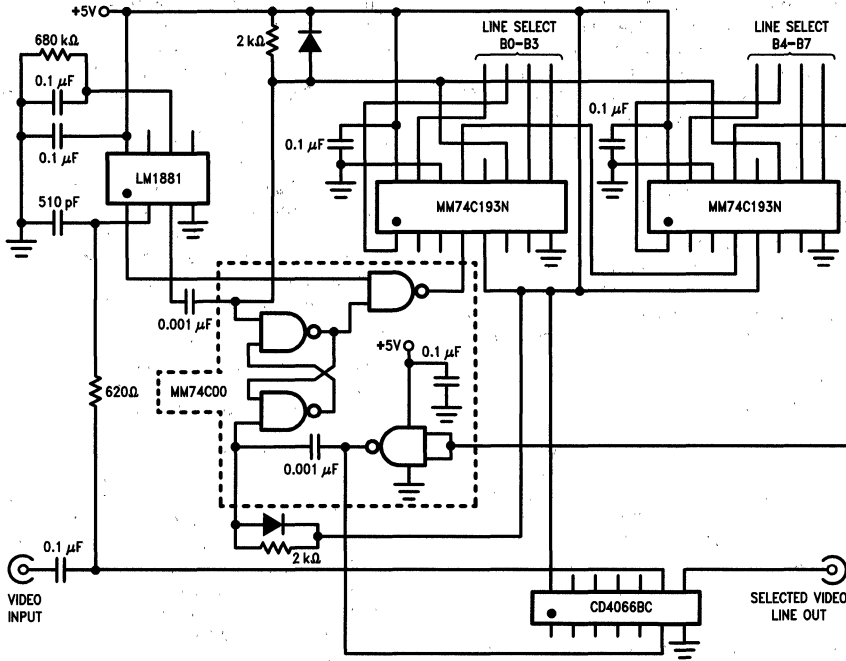 +5V
680 kΩ
0.1 μF
0.1 μF
510 pF
LM1881
2 kΩ
LINE SELECT
B0-B3
LINE SELECT
B4-B7
0.1 μF
0.1 μF
MM74C193N
MM74C193N
0.001 μF
+5V
0.1 μF
620Ω
MM74C00
0.001 μF
2 kΩ
0.1 μF
VIDEO
INPUT
CD4066BC
SELECTED VIDEO
LINE OUT